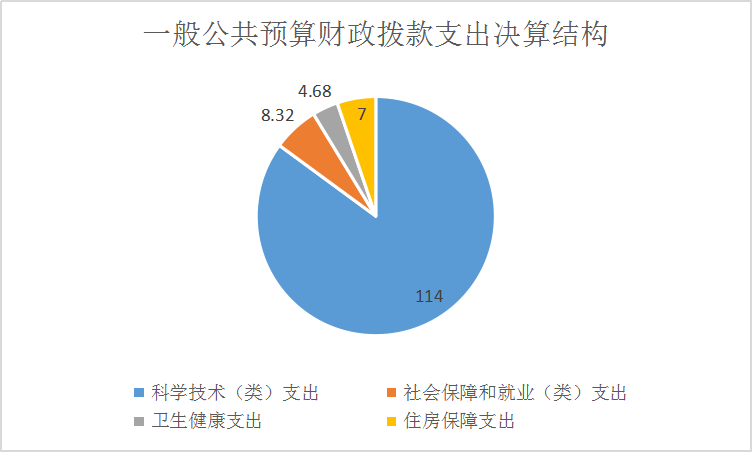 一般公共预算财政拨款支出决算结构
4.68
7
8.32
114
科学技术（类）支出
社会保障和就业（类）支出
卫生健康支出
住房保障支出